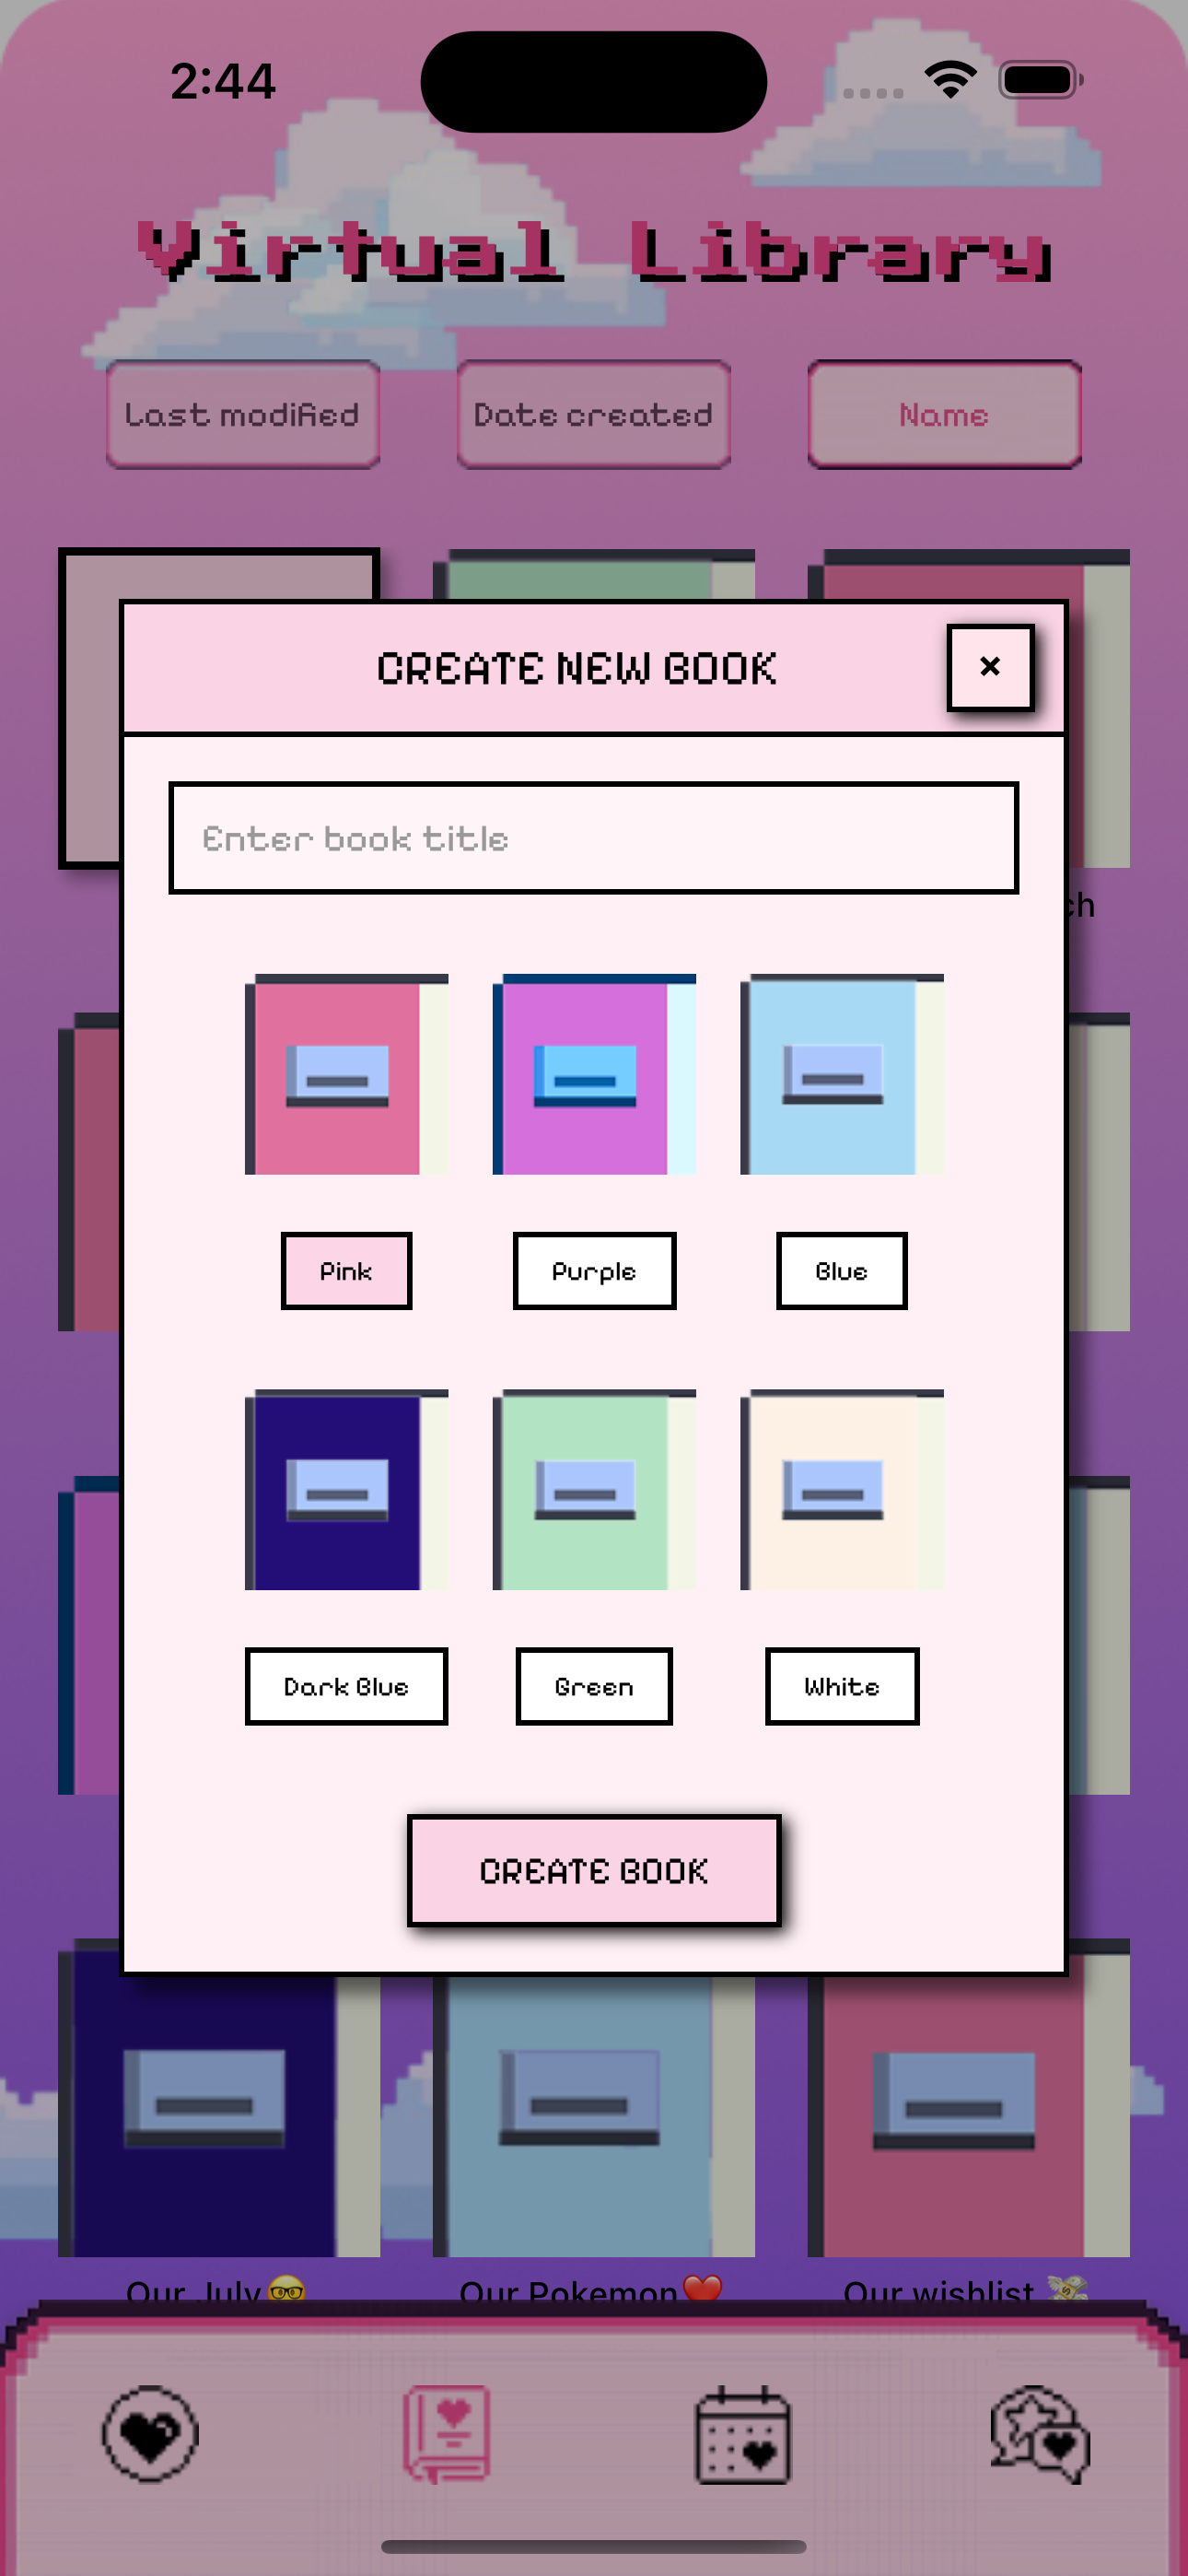 2:44
Virtual Library
Last modified
Date created
Name
CREATE NEW BOOK
×
Enter book title
ch
Pink
Purple
Blue
Dark Blue
Green
White
CREATE BOOK
Our July🤓
Our Pokemon❤️
Our wishlist 💸